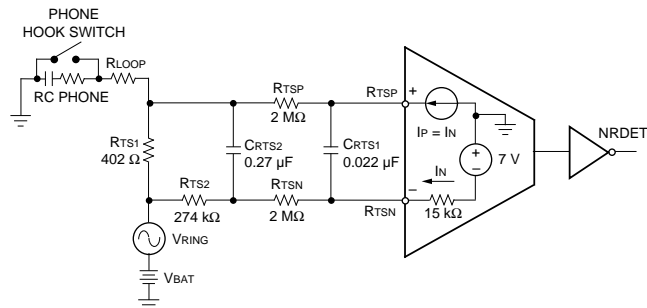 PHONE
HOOK SWITCH
RLOOP
RC PHONE
RTSP
2 MΩ
RTSP
+
IP = IN
NRDET
RTS1
402 Ω
CRTS2
0.27 µF
CRTS1
0.022 µF
+
–
7 V
RTS2
274 kΩ
RTSN
2 MΩ
RTSN
–
IN
15 kΩ
VRING
VBAT